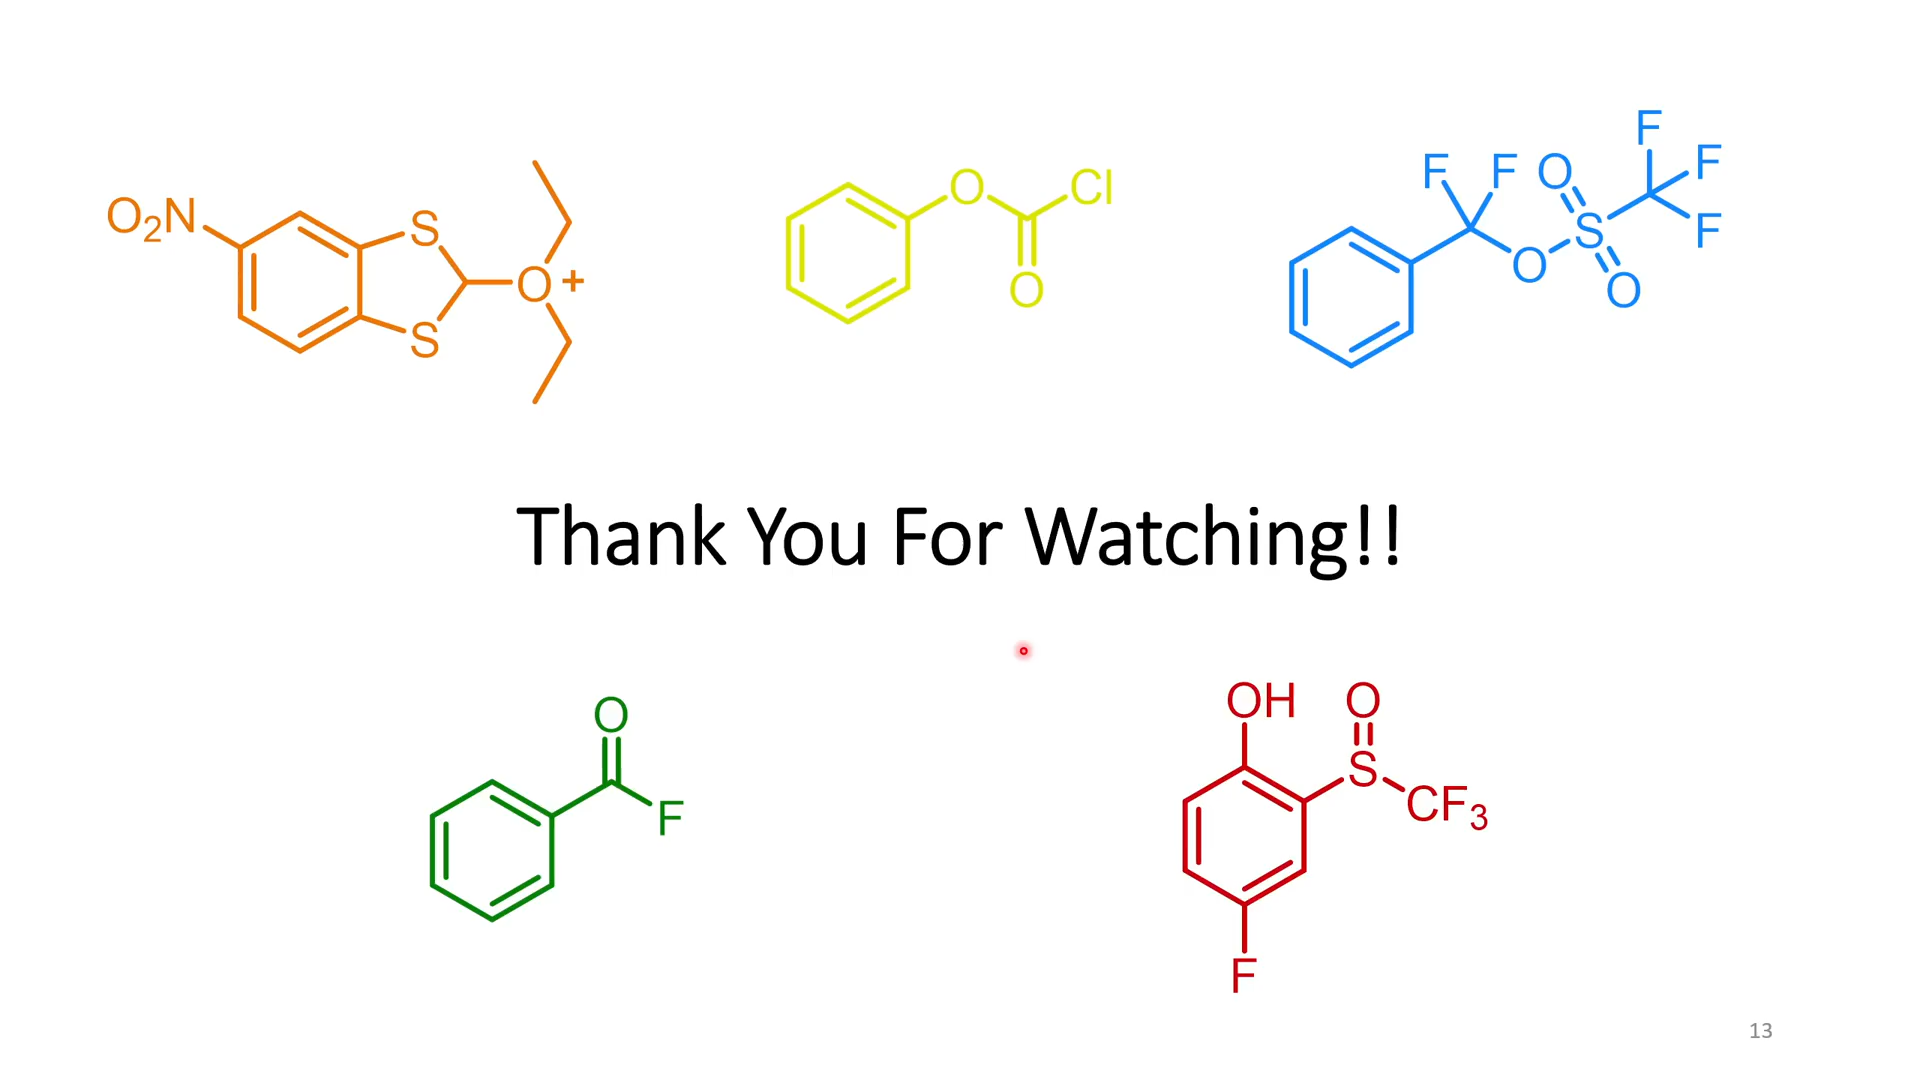 O₂N S S O +
O Cl O
F F O S O O F F F
Thank You For Watching!!
O F
OH O S CF₃ F
13